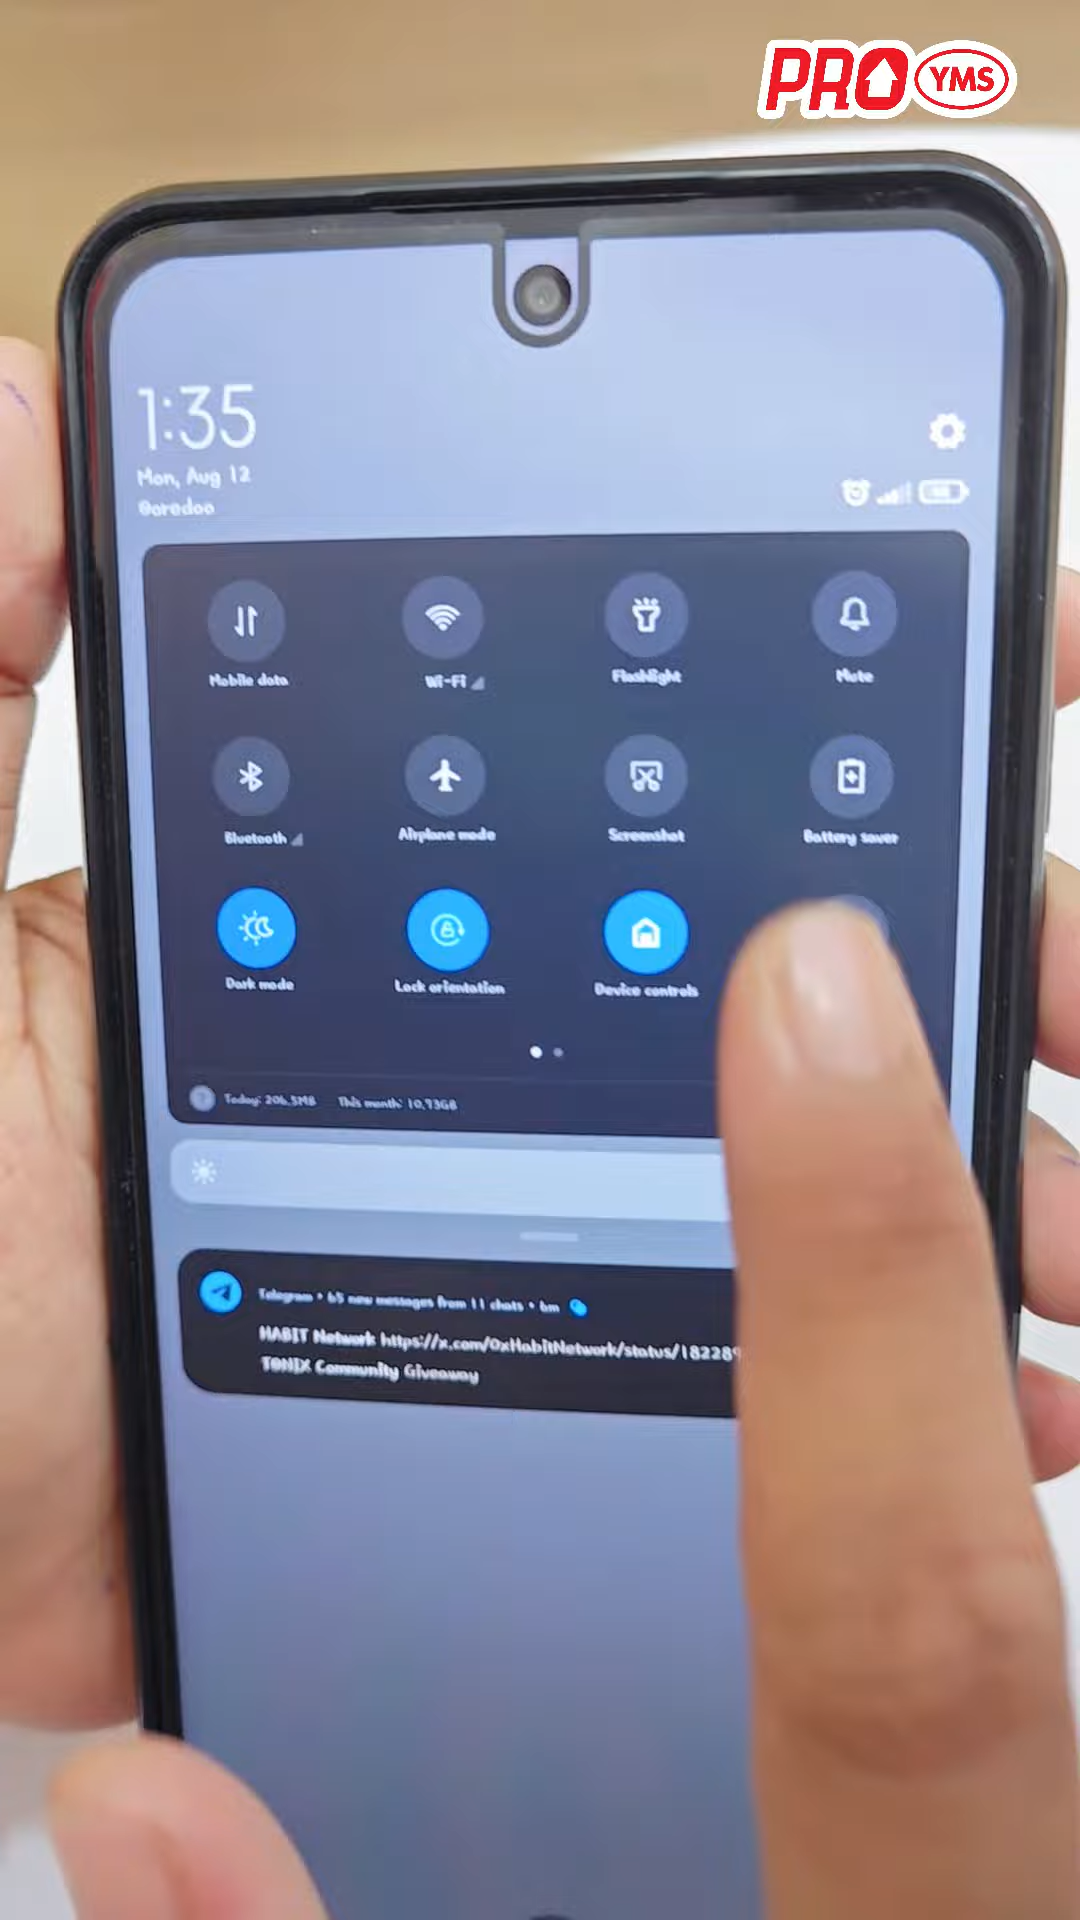 PRO YMS
1:35
Mon, Aug 12
Ooredoo
Mobile data
Wi-Fi
Flashlight
Mute
Bluetooth
Airplane mode
Screenshot
Battery saver
Dark mode
Lock orientation
Device controls
Today: 206.5MB This month: 10.93GB
Telegram • 65 new messages from 11 chats • 6m
HABIT Network https://x.com/0xHabitNetwork/status/18228
TONIX Community Giveaway